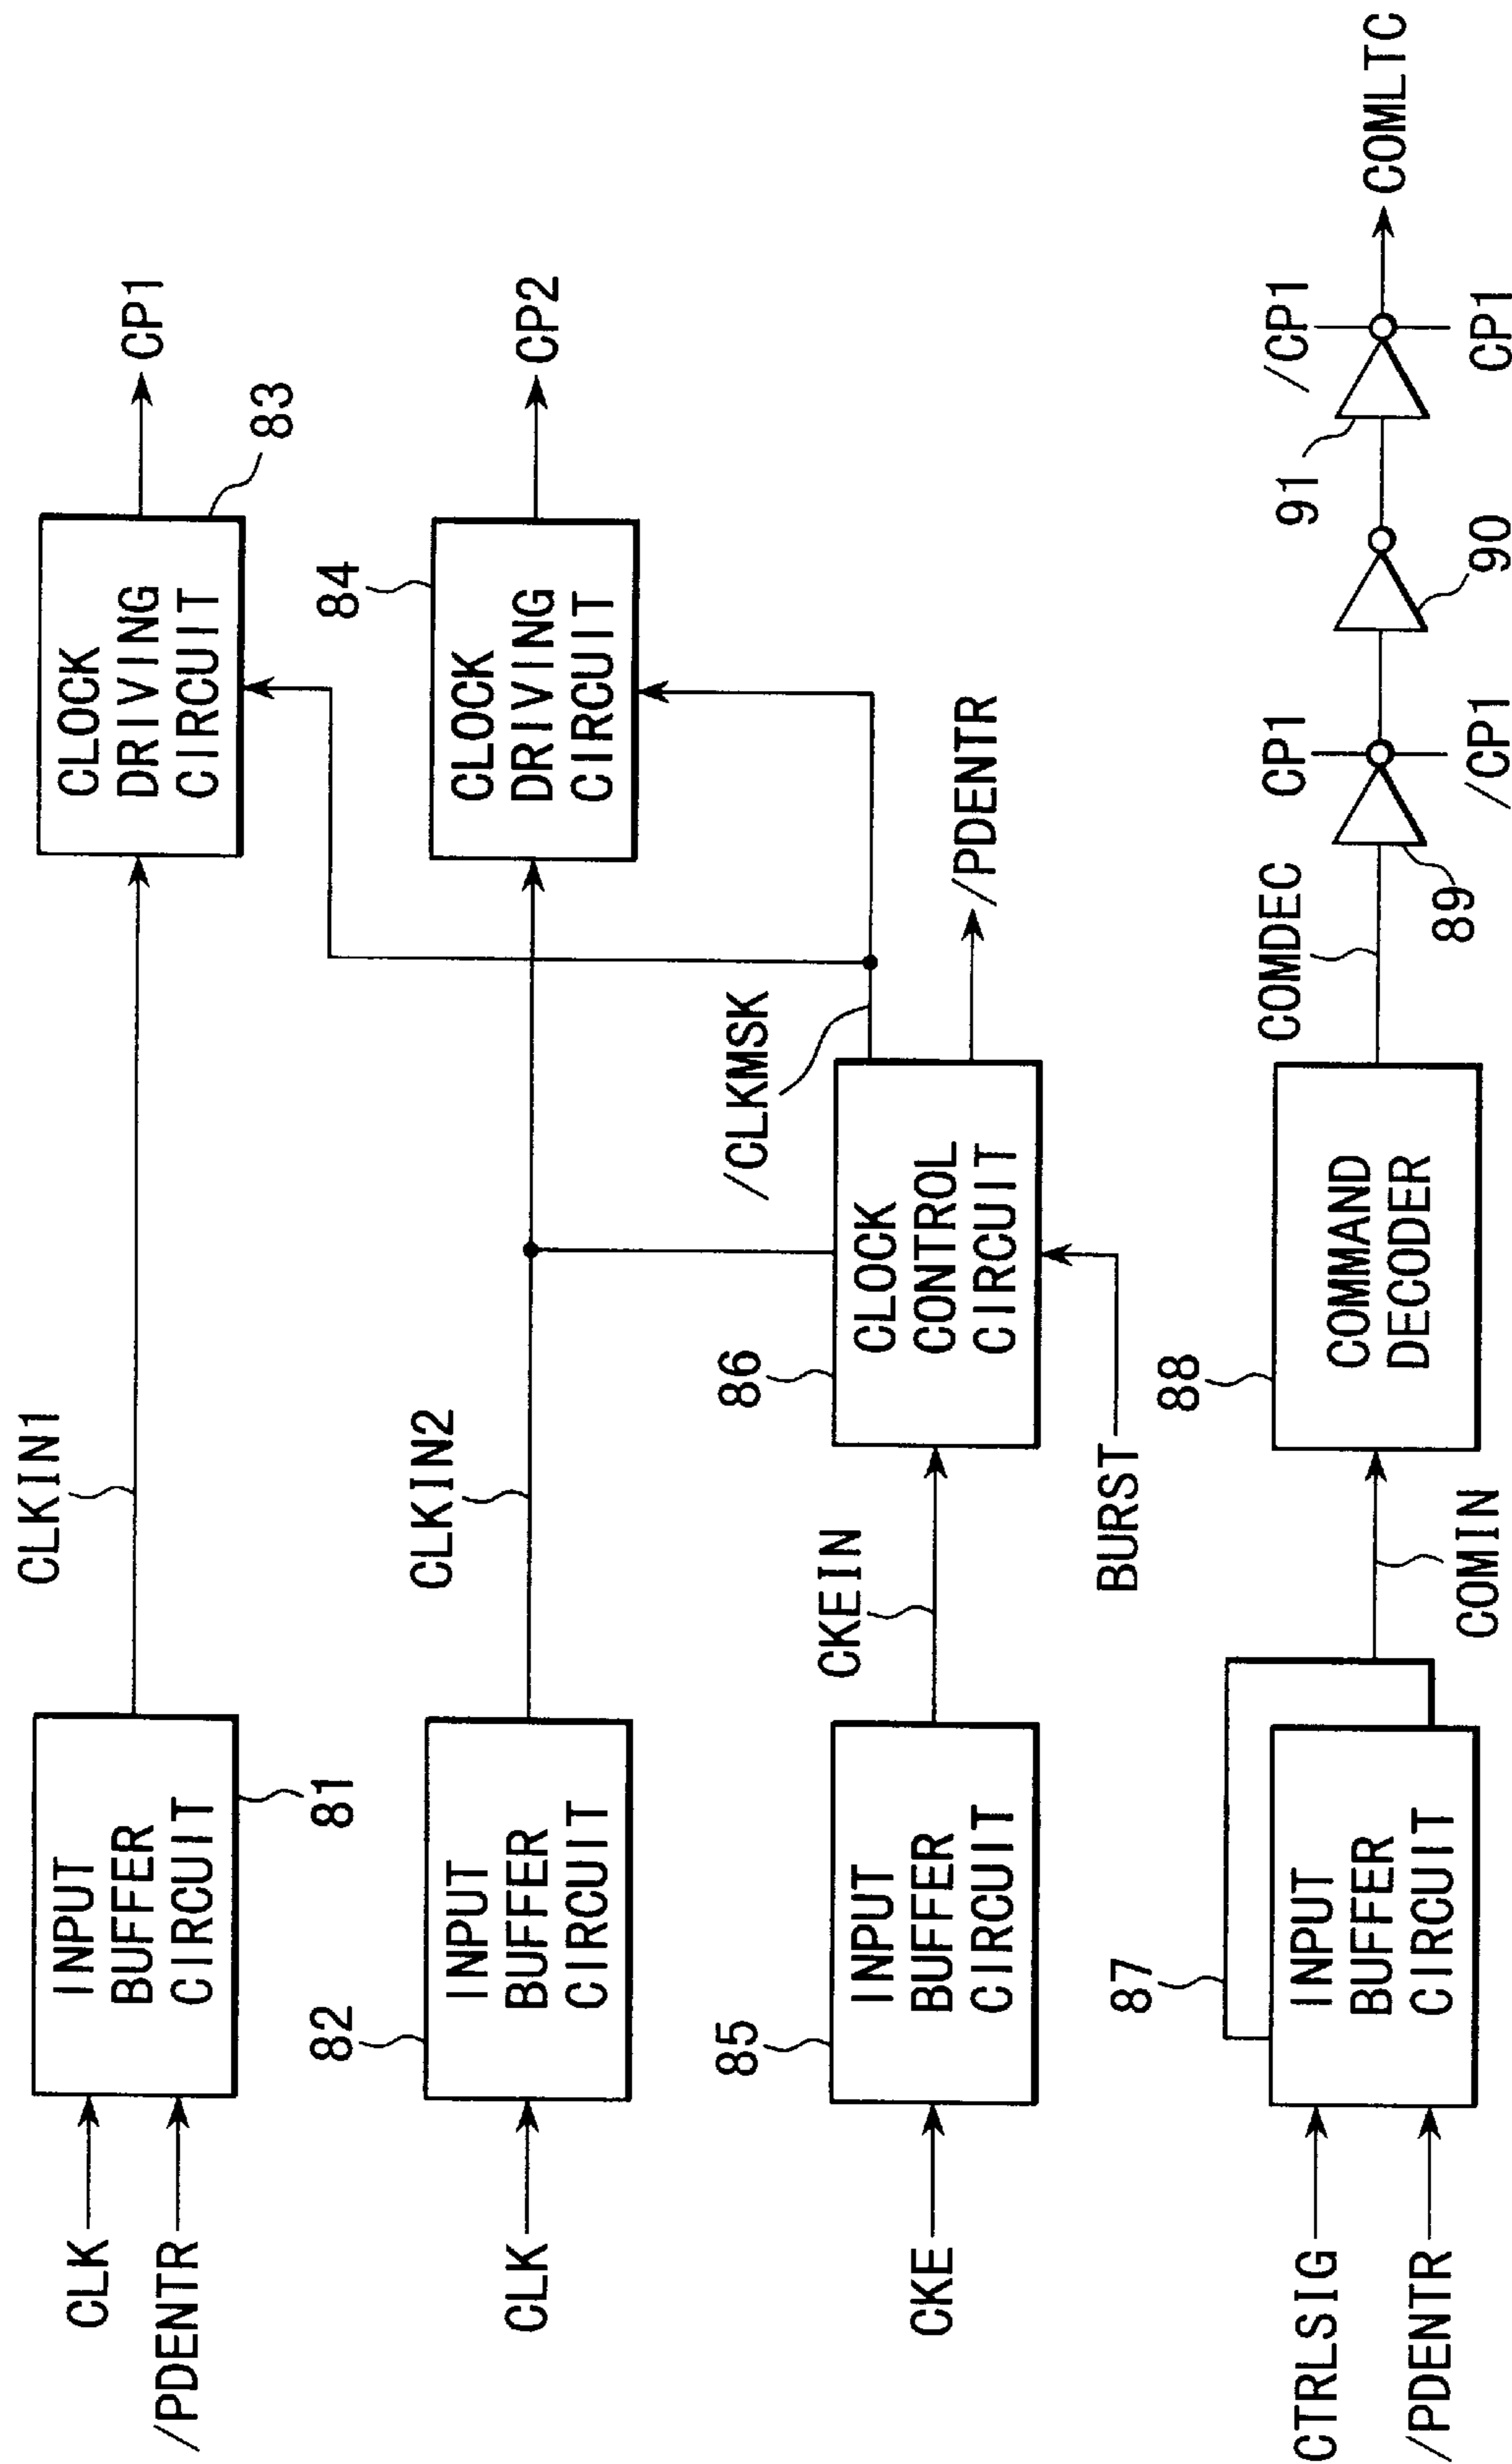 CLK
/PDENTR
INPUT
BUFFER
CIRCUIT
81
CLKIN1
CLOCK
DRIVING
CIRCUIT
83
CP1
CLK
82
INPUT
BUFFER
CIRCUIT
CLKIN2
84
CLOCK
DRIVING
CIRCUIT
CP2
CKE
85
INPUT
BUFFER
CIRCUIT
CKEIN
86
CLOCK
CONTROL
CIRCUIT
BURST
/CLKMSK
/PDENTR
CTRLSIG
/PDENTR
87
INPUT
BUFFER
CIRCUIT
COMIN
88
COMMAND
DECODER
COMDEC
89
CP1
/CP1
90
91
/CP1
CP1
COMLTC